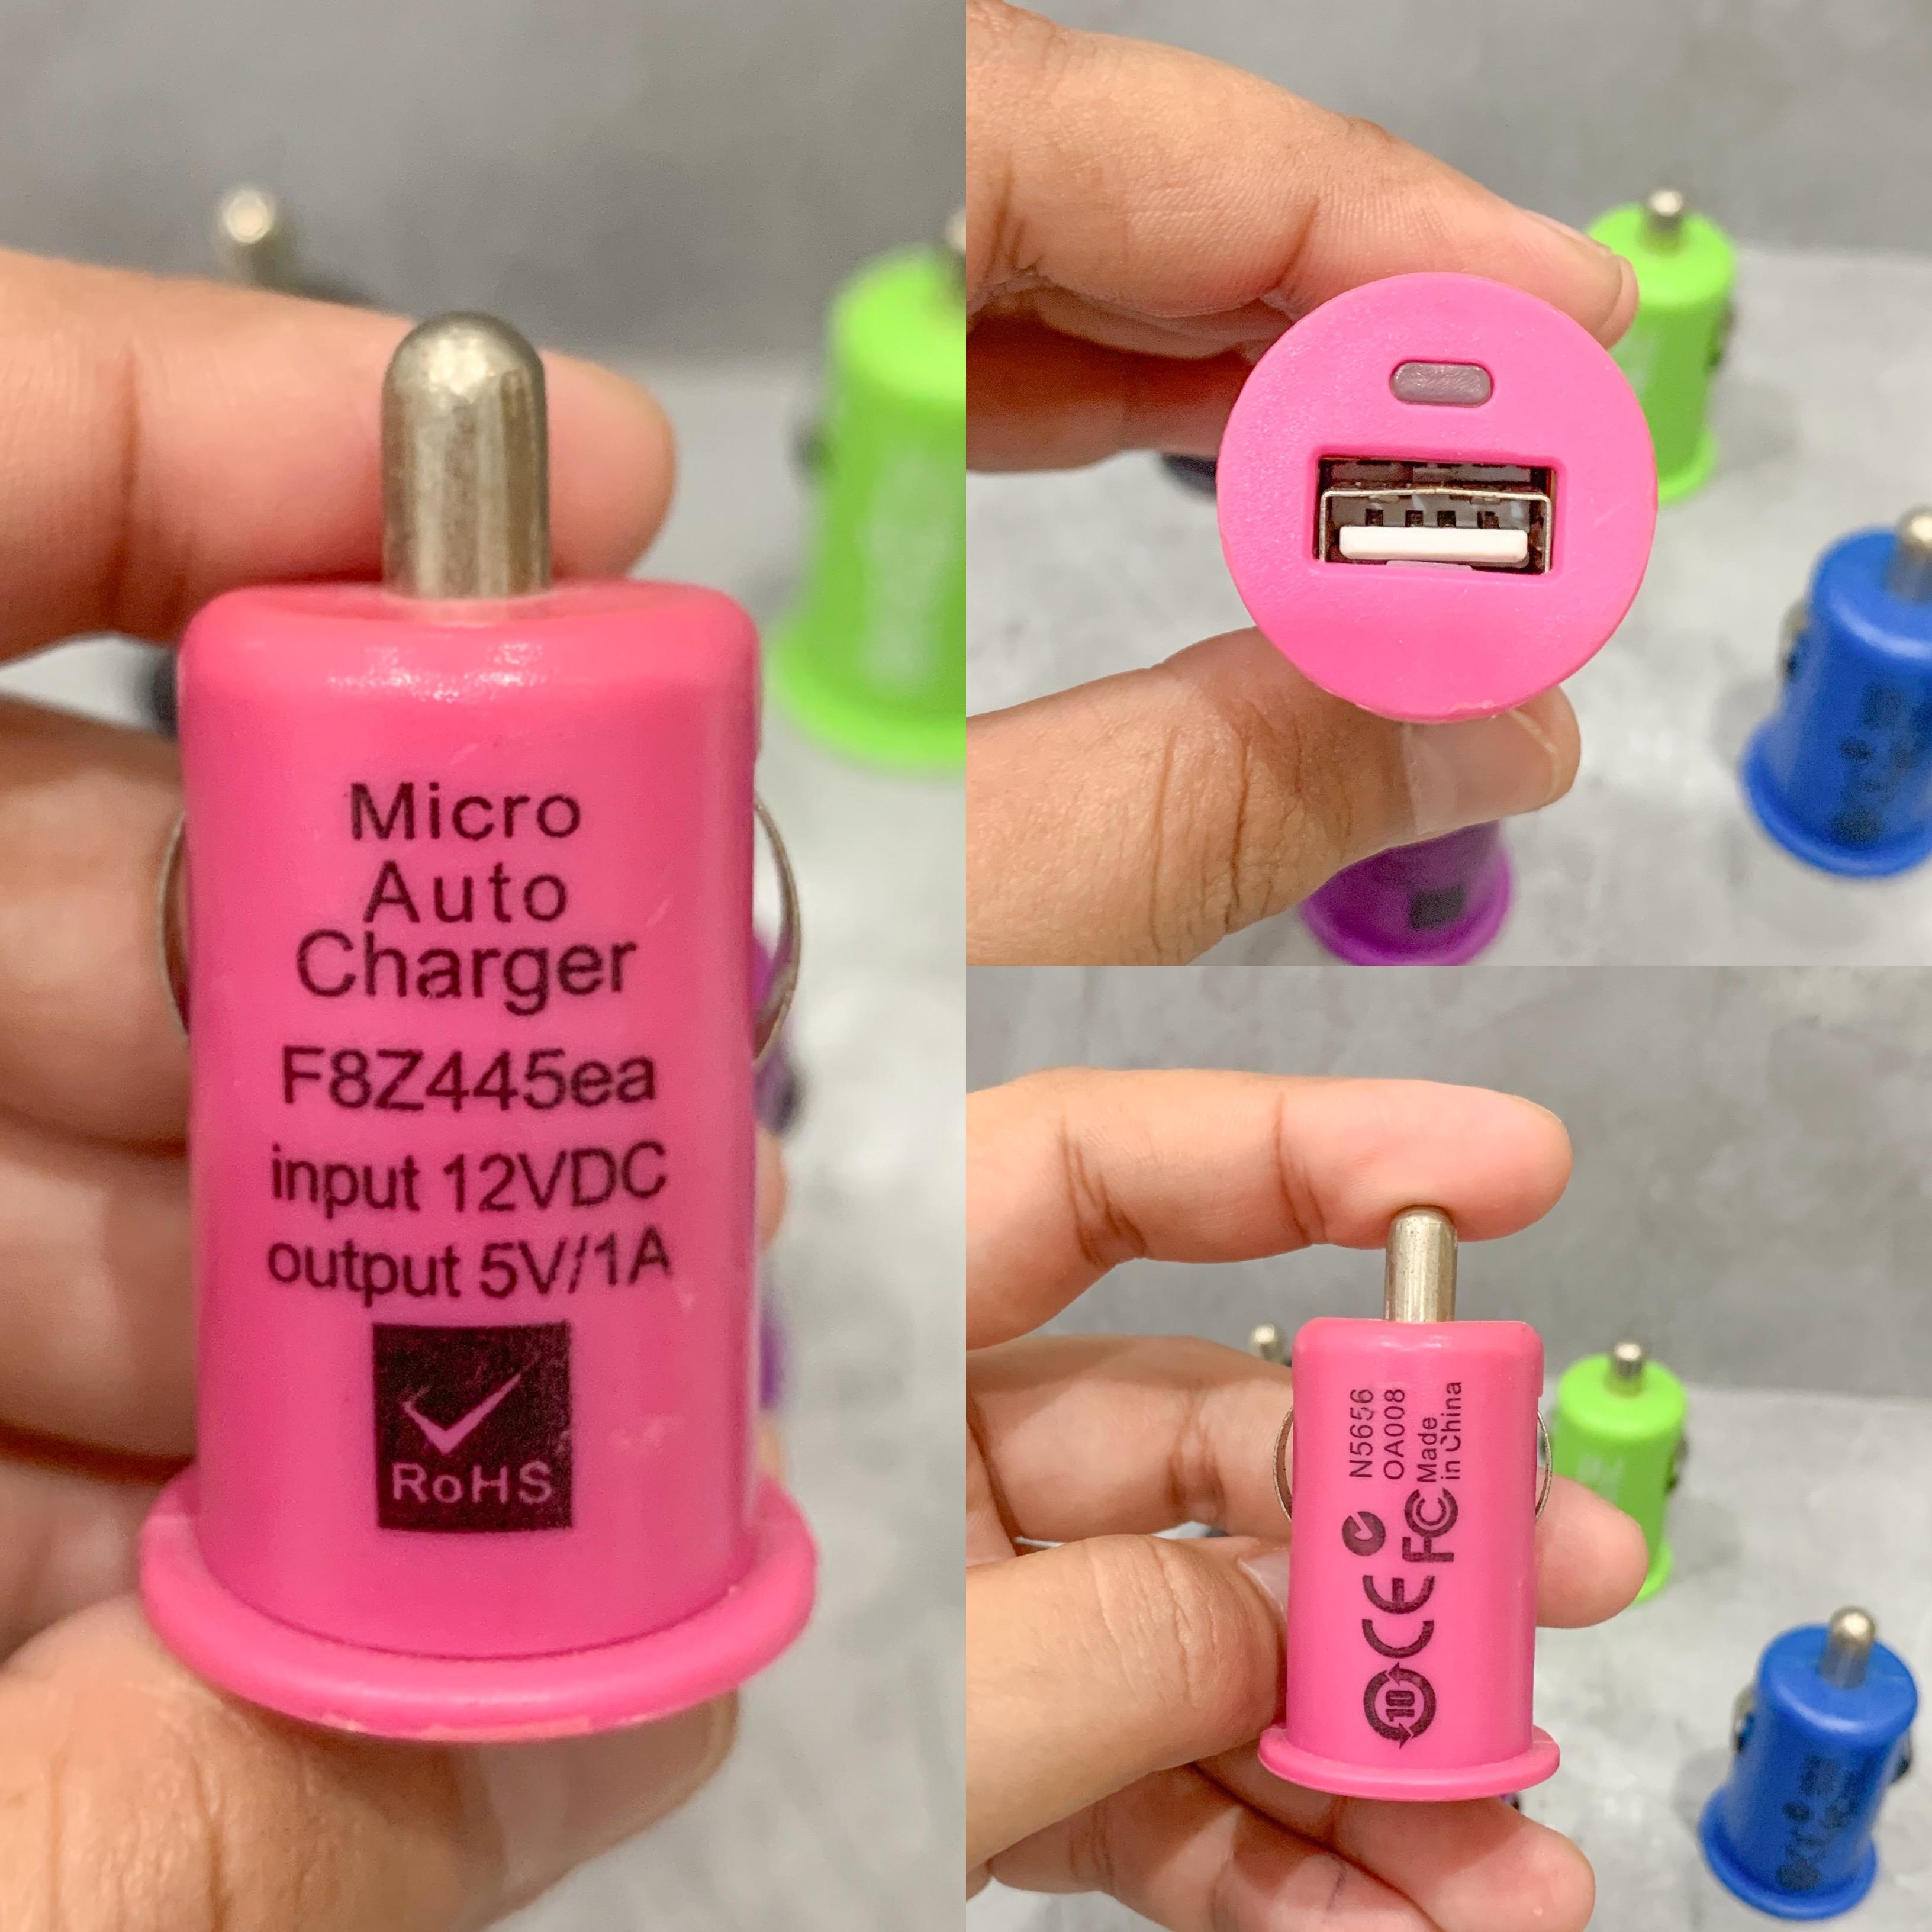 Micro
Auto
Charger
F8Z445ea
input 12VDC
output 5V/1A
RoHS
N5656
OA008
Made
in China
CE FC
10